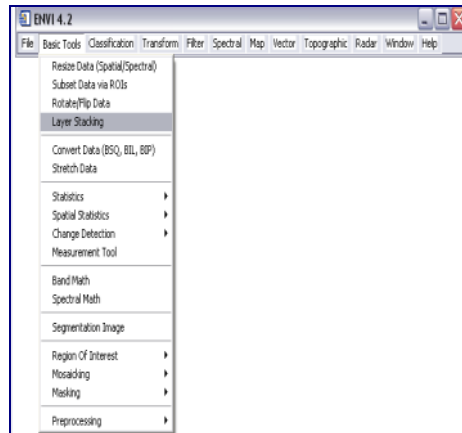 ENVI 4.2
File Basic Tools Classification Transform Filter Spectral Map Vector Topographic Radar Window Help
Resize Data (Spatial/Spectral)
Subset Data via ROIs
Rotate/Flip Data
Layer Stacking
Convert Data (BSQ, BIL, BIP)
Stretch Data
Statistics
Spatial Statistics
Change Detection
Measurement Tool
Band Math
Spectral Math
Segmentation Image
Region Of Interest
Mosaicking
Masking
Preprocessing